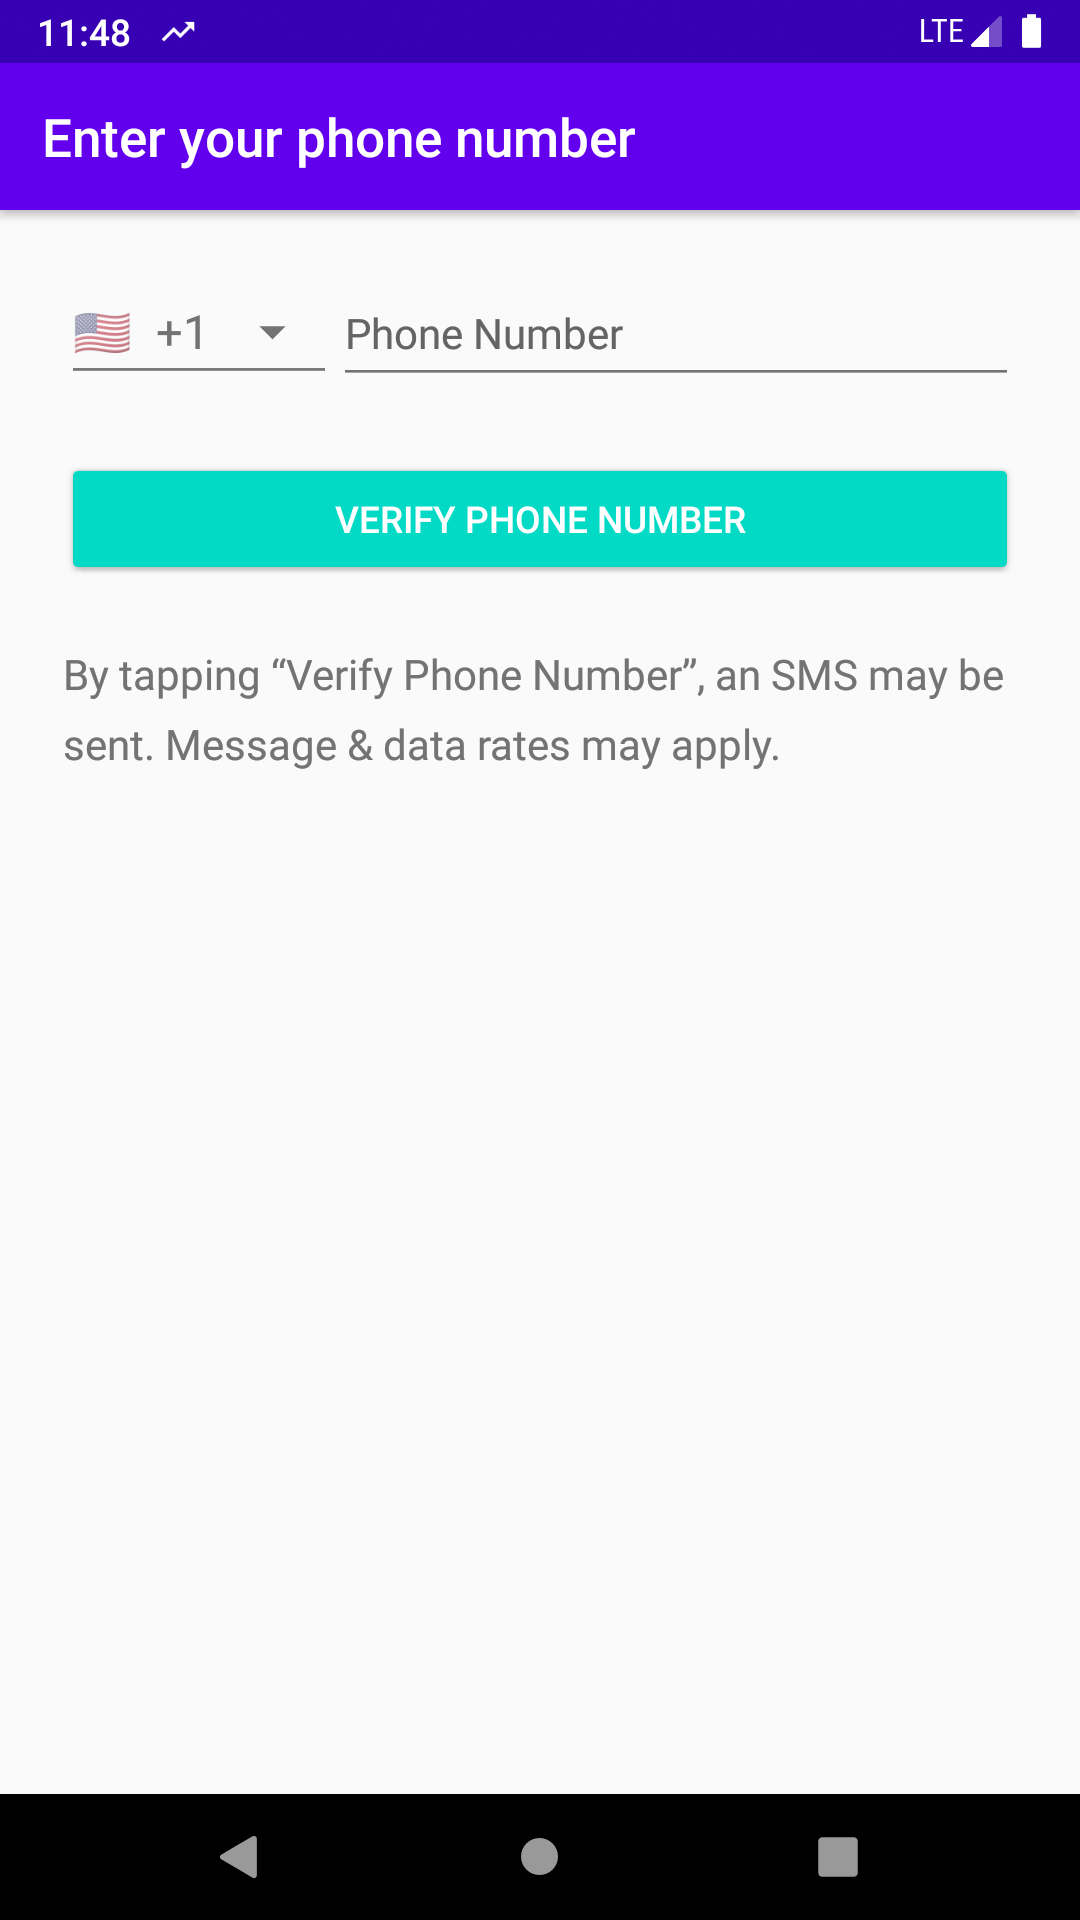 11:48 LTE
Enter your phone number
+1 Phone Number
VERIFY PHONE NUMBER
By tapping “Verify Phone Number”, an SMS may be
sent. Message & data rates may apply.